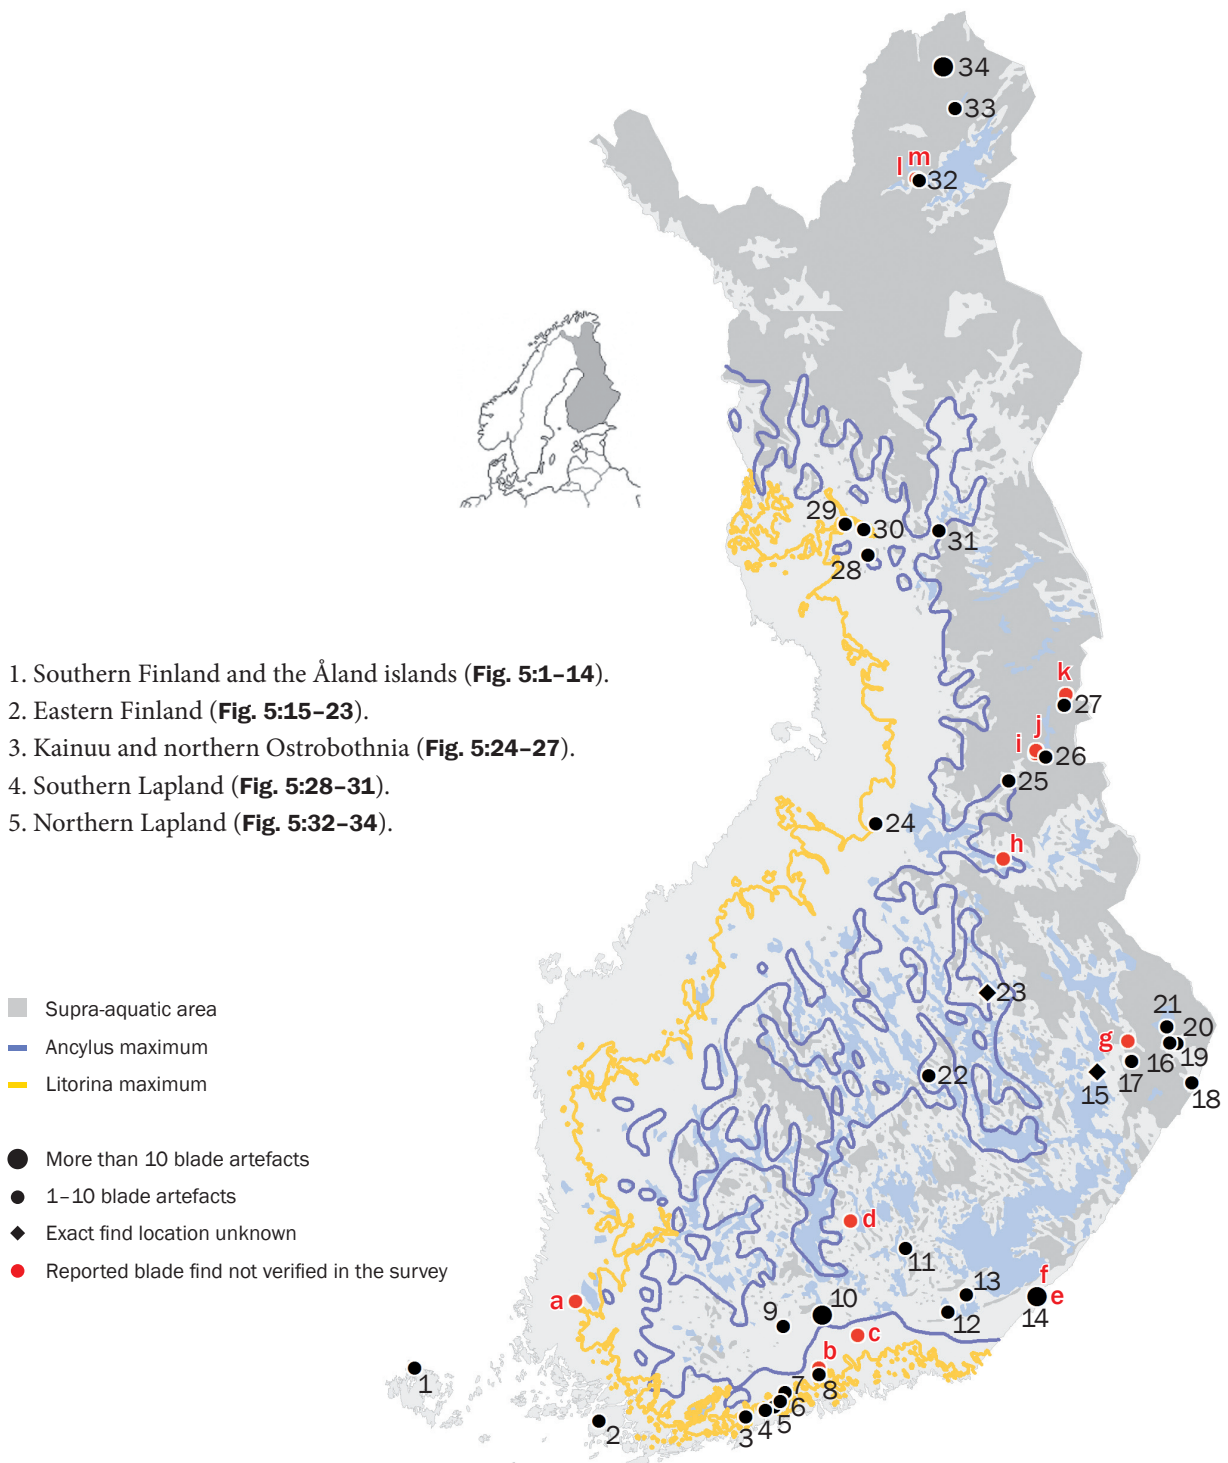 34
33
m
l
32
29
30
31
28
1. Southern Finland and the Åland islands (Fig. 5:1–14).
2. Eastern Finland (Fig. 5:15–23).
3. Kainuu and northern Ostrobothnia (Fig. 5:24–27).
4. Southern Lapland (Fig. 5:28–31).
5. Northern Lapland (Fig. 5:32–34).
k
27
j
i
26
25
24
h
23
21
20
g
16
19
17
22
15
18
Supra-aquatic area
Ancylus maximum
Litorina maximum
More than 10 blade artefacts
1–10 blade artefacts
Exact find location unknown
Reported blade find not verified in the survey
d
11
f
13
e
a
10
14
9
12
c
b
1
8
7
6
5
4
3
2